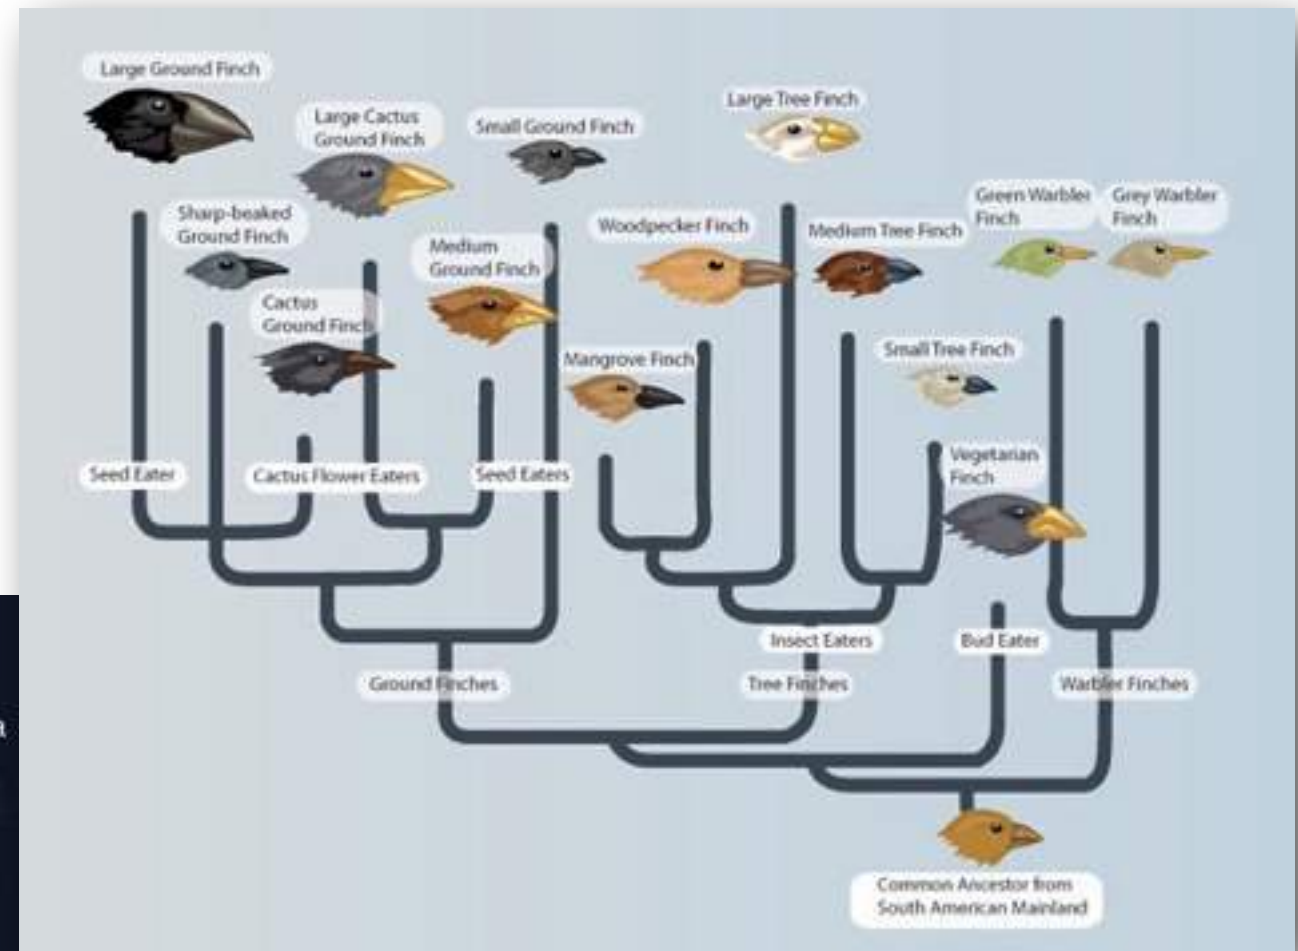 Large Ground Finch
Large Cactus
Ground Finch
Small Ground Finch
Large Tree Finch
Sharp-beaked
Ground Finch
Medium
Ground Finch
Woodpecker Finch
Medium Tree Finch
Green Warbler
Finch
Grey Warbler
Finch
Cactus
Ground Finch
Mangrove Finch
Small Tree Finch
Seed Eater
Cactus Flower Eaters
Seed Eaters
Vegetarian
Finch
Insect Eaters
Bud Eater
Ground Finches
Tree Finches
Warbler Finches
Common Ancestor from
South American Mainland